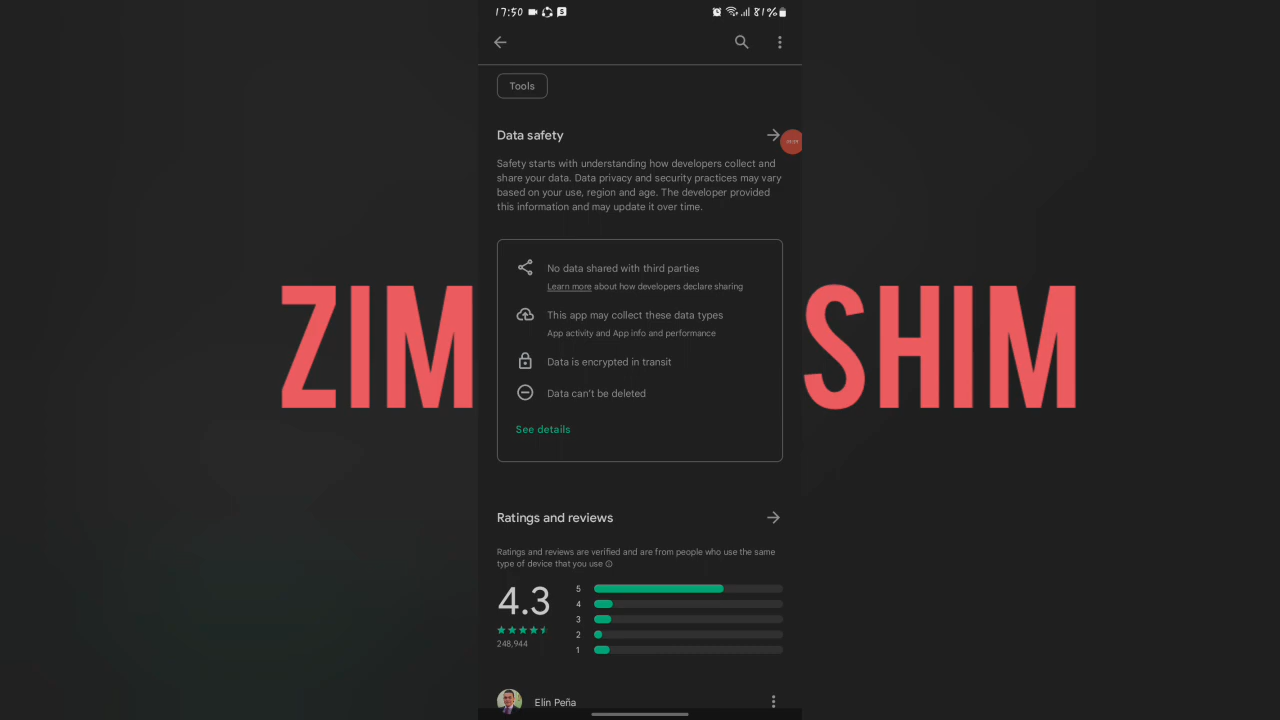 17:50
81%
Tools
Data safety
Safety starts with understanding how developers collect and
share your data. Data privacy and security practices may vary
based on your use, region and age. The developer provided
this information and may update it over time.
No data shared with third parties
Learn more about how developers declare sharing
This app may collect these data types
App activity and App info and performance
Data is encrypted in transit
Data can't be deleted
See details
ZIM SHIM
Ratings and reviews
Ratings and reviews are verified and are from people who use the same
type of device that you use
4.3
248,944
5
4
3
2
1
Elín Peña